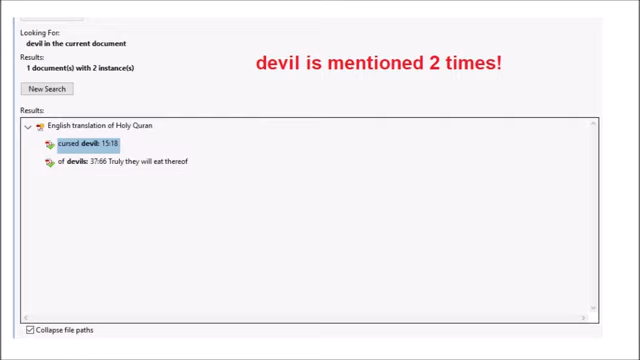 Looking For:
devil in the current document
devil is mentioned 2 times!
Results:
1 document(s) with 2 instance(s)
New Search
Results:
English translation of Holy Quran
cursed devil: 15:18
of devils: 37:66 Truly they will eat thereof
Collapse file paths